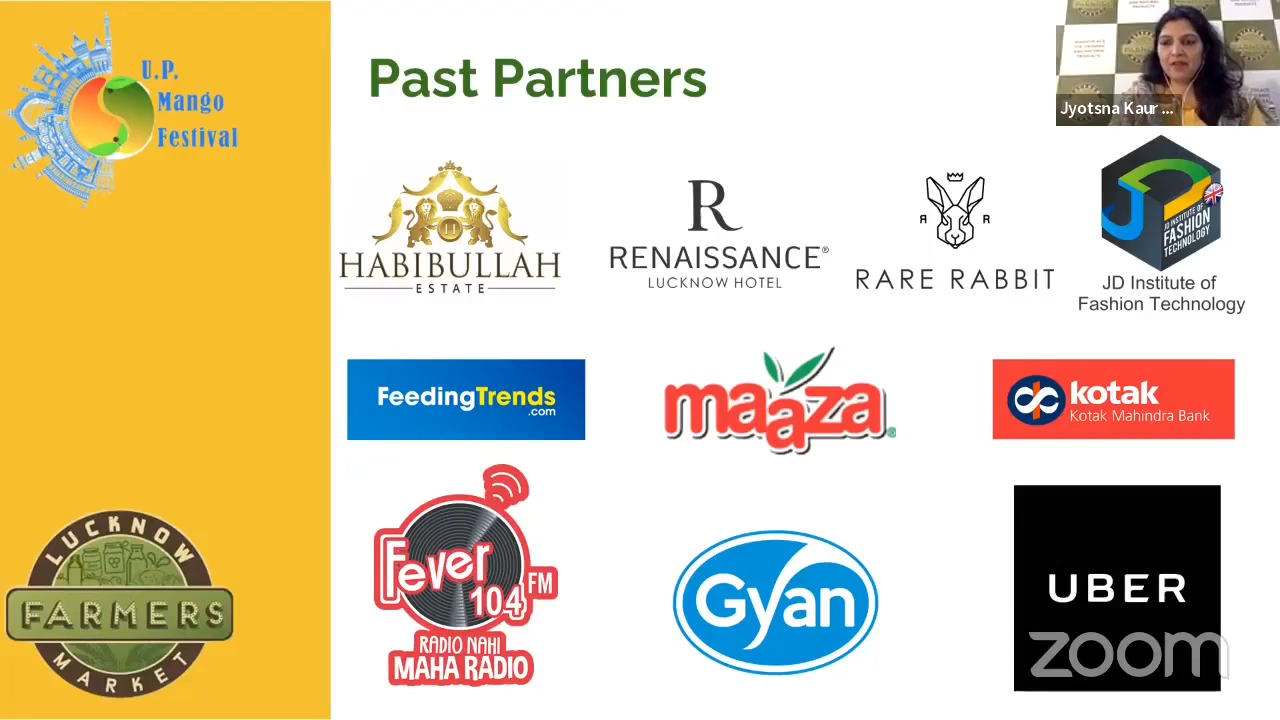 U.P.
Mango
Festival
Past Partners
Jyotsna Kaur ...
HABIBULLAH
ESTATE
R
RENAISSANCE®
LUCKNOW HOTEL
R R
RARE RABBIT
JD INSTITUTE OF
FASHION
TECHNOLOGY
JD Institute of
Fashion Technology
FeedingTrends
.com
maaza
kotak
Kotak Mahindra Bank
Fever
104 FM
RADIO NAHI
MAHA RADIO
Gyan
UBER
zoom
LUCKNOW
FARMERS
MARKET